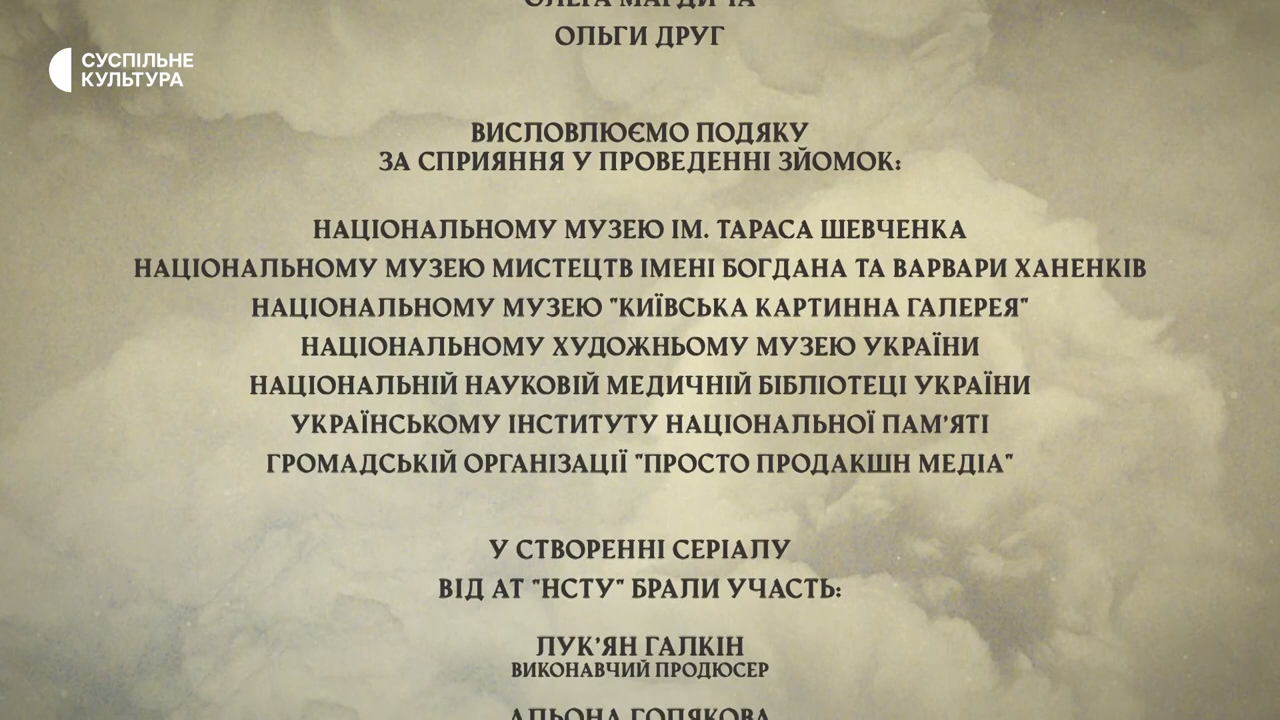 ОЛЬГИ ДРУГ
СУСПІЛЬНЕ
КУЛЬТУРА
ВИСЛОВЛЮЄМО ПОДЯКУ
ЗА СПРИЯННЯ У ПРОВЕДЕННІ ЗЙОМОК:
НАЦІОНАЛЬНОМУ МУЗЕЮ ІМ. ТАРАСА ШЕВЧЕНКА
НАЦІОНАЛЬНОМУ МУЗЕЮ МИСТЕЦТВ ІМЕНІ БОГДАНА ТА ВАРВАРИ ХАНЕНКІВ
НАЦІОНАЛЬНОМУ МУЗЕЮ "КИЇВСЬКА КАРТИННА ГАЛЕРЕЯ"
НАЦІОНАЛЬНОМУ ХУДОЖНЬОМУ МУЗЕЮ УКРАЇНИ
НАЦІОНАЛЬНІЙ НАУКОВІЙ МЕДИЧНІЙ БІБЛІОТЕЦІ УКРАЇНИ
УКРАЇНСЬКОМУ ІНСТИТУТУ НАЦІОНАЛЬНОЇ ПАМ'ЯТІ
ГРОМАДСЬКІЙ ОРГАНІЗАЦІЇ "ПРОСТО ПРОДАКШН МЕДІА"
У СТВОРЕННІ СЕРІАЛУ
ВІД АТ "НСТУ" БРАЛИ УЧАСТЬ:
ЛУК'ЯН ГАЛКІН
ВИКОНАВЧИЙ ПРОДЮСЕР